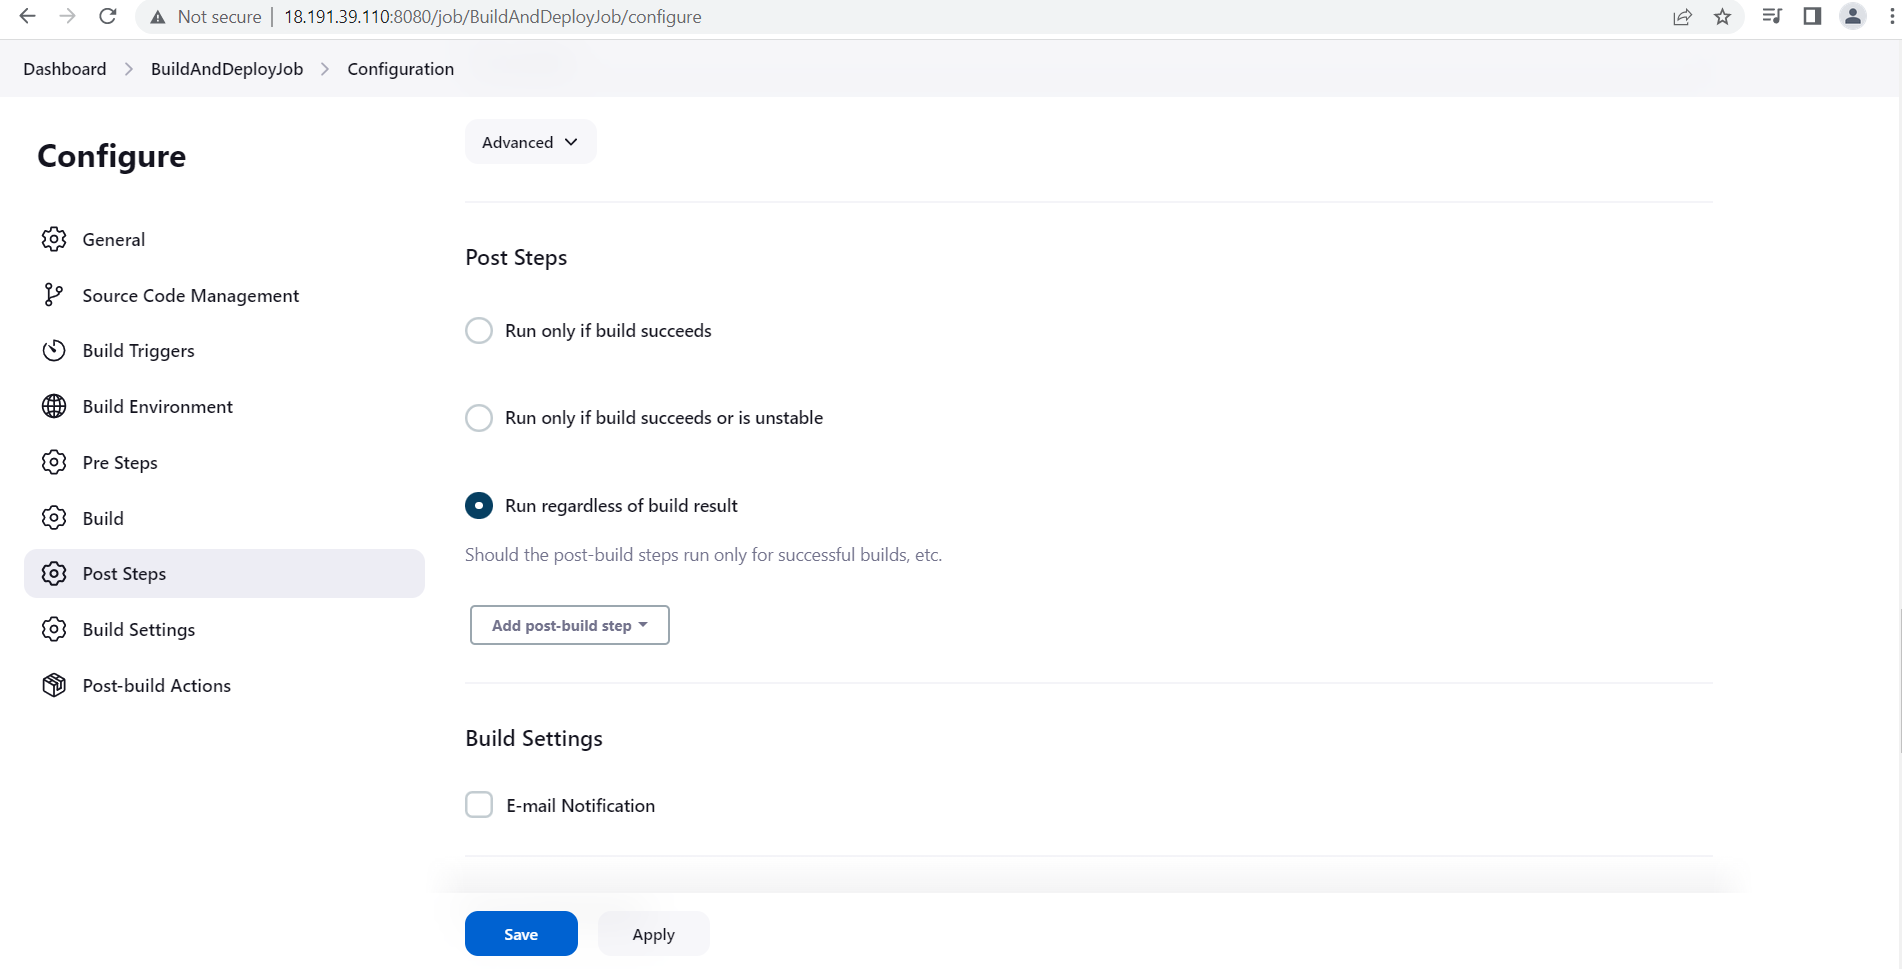 Not secure | 18.191.39.110:8080/job/BuildAndDeployJob/configure
Dashboard > BuildAndDeployJob > Configuration
Configure
General
Source Code Management
Build Triggers
Build Environment
Pre Steps
Build
Post Steps
Build Settings
Post-build Actions
Advanced
Post Steps
Run only if build succeeds
Run only if build succeeds or is unstable
Run regardless of build result
Should the post-build steps run only for successful builds, etc.
Add post-build step
Build Settings
E-mail Notification
Save
Apply